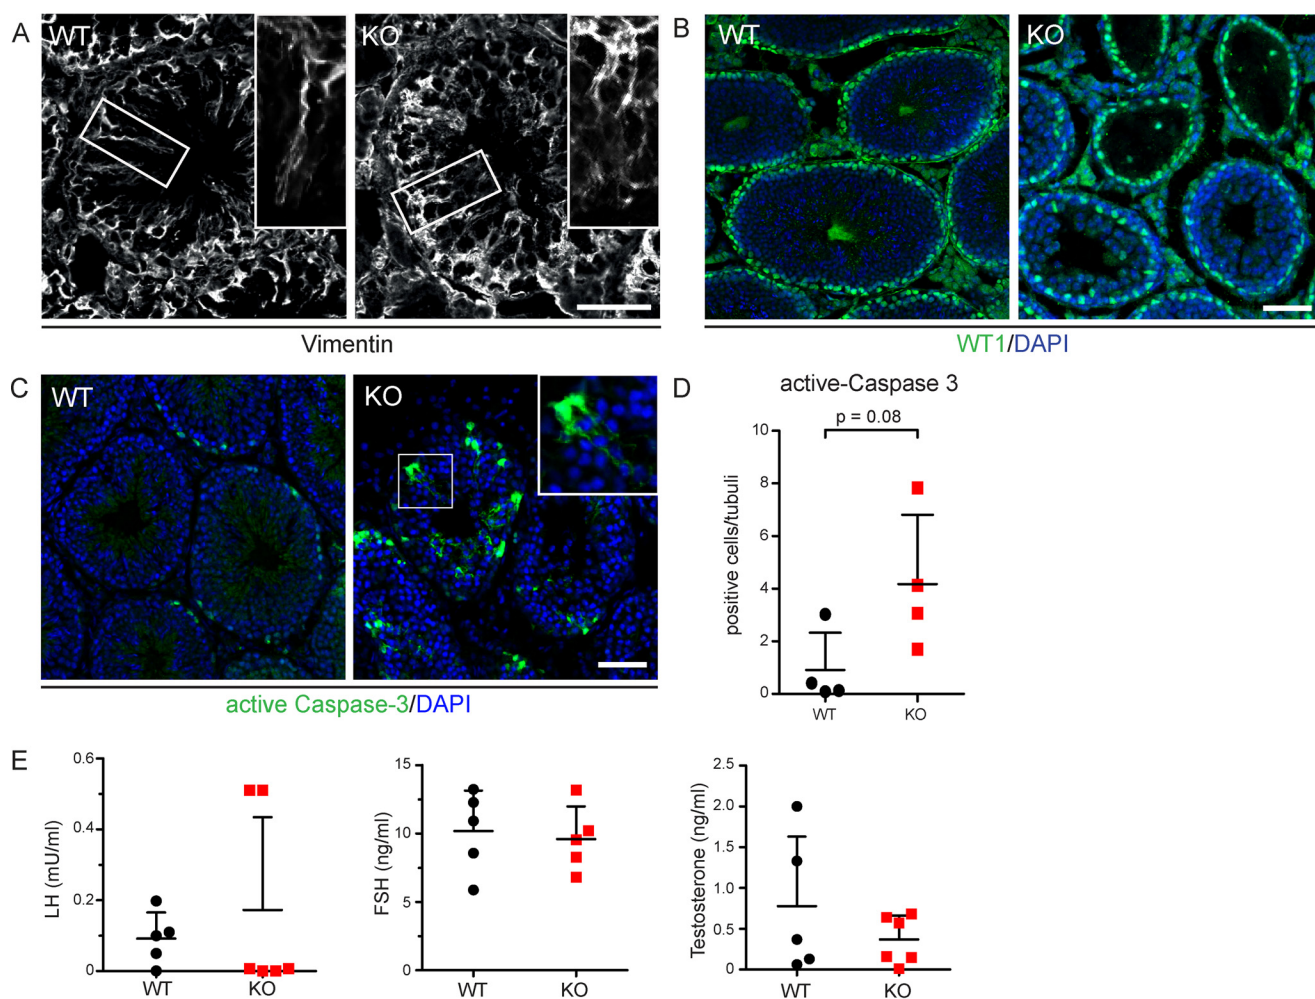 A
WT
KO
Vimentin
B
WT
KO
WT1/DAPI
C
WT
KO
active Caspase-3/DAPI
D
active-Caspase 3
p = 0.08
10
8
6
4
2
0
positive cells/tubuli
WT
KO
E
0.6
0.4
0.2
0
LH (mU/ml)
WT
KO
15
10
5
0
FSH (ng/ml)
WT
KO
2.5
2.0
1.5
1.0
0.5
0
Testosterone (ng/ml)
WT
KO